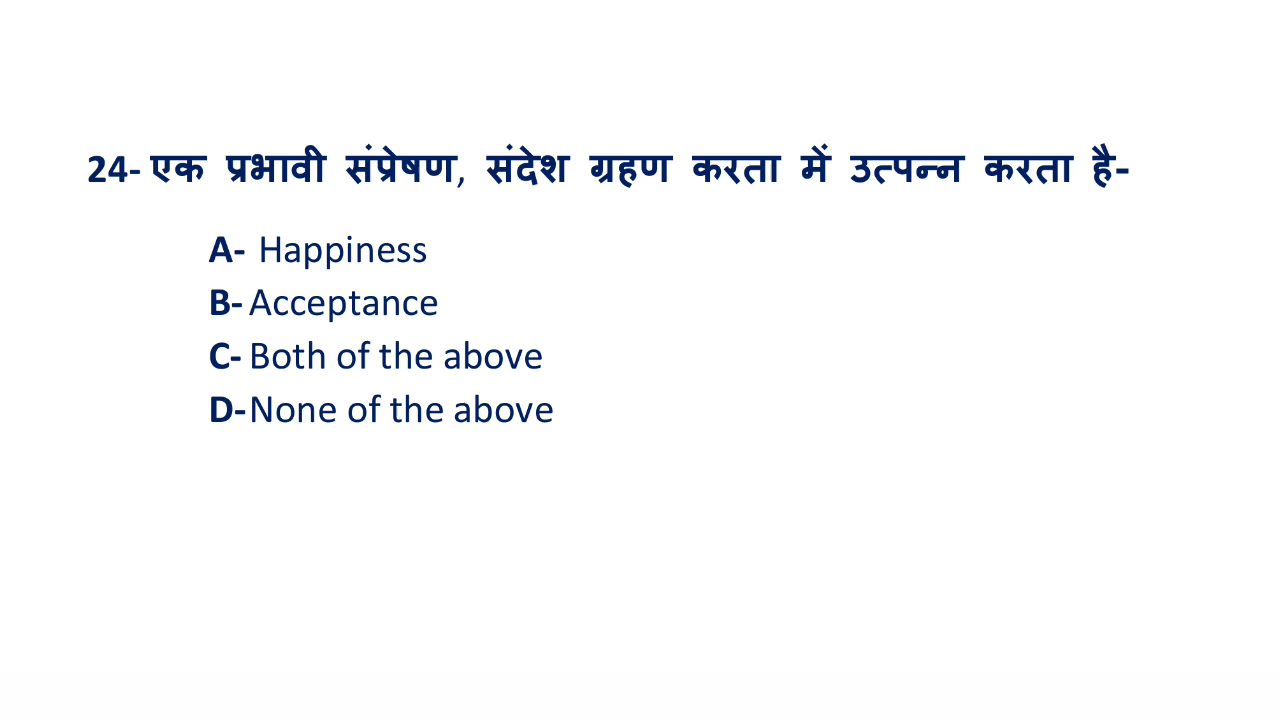 24- एक प्रभावी संप्रेषण, संदेश ग्रहण करता में उत्पन्न करता है-
A- Happiness
B- Acceptance
C- Both of the above
D-None of the above